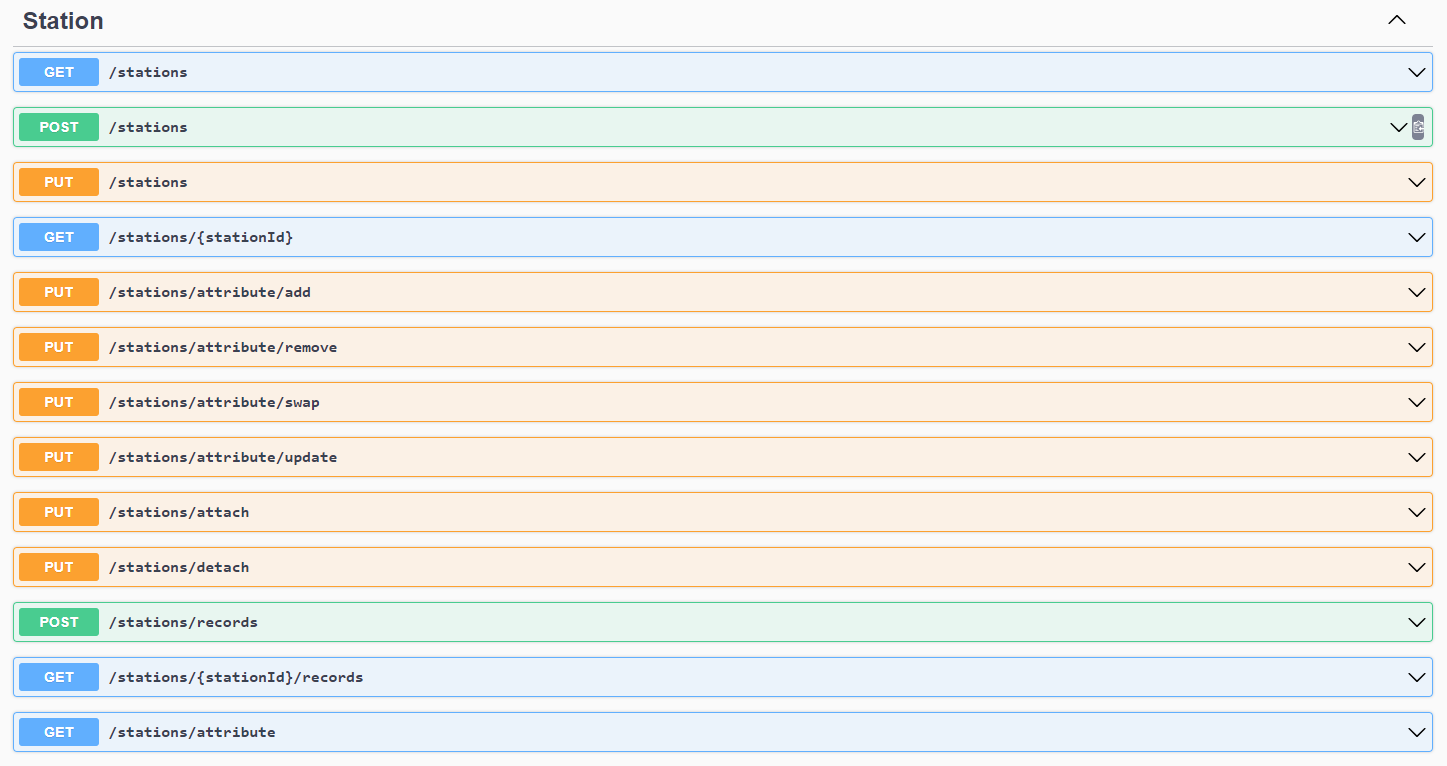 Station
GET /stations
POST /stations
PUT /stations
GET /stations/{stationId}
PUT /stations/attribute/add
PUT /stations/attribute/remove
PUT /stations/attribute/swap
PUT /stations/attribute/update
PUT /stations/attach
PUT /stations/detach
POST /stations/records
GET /stations/{stationId}/records
GET /stations/attribute